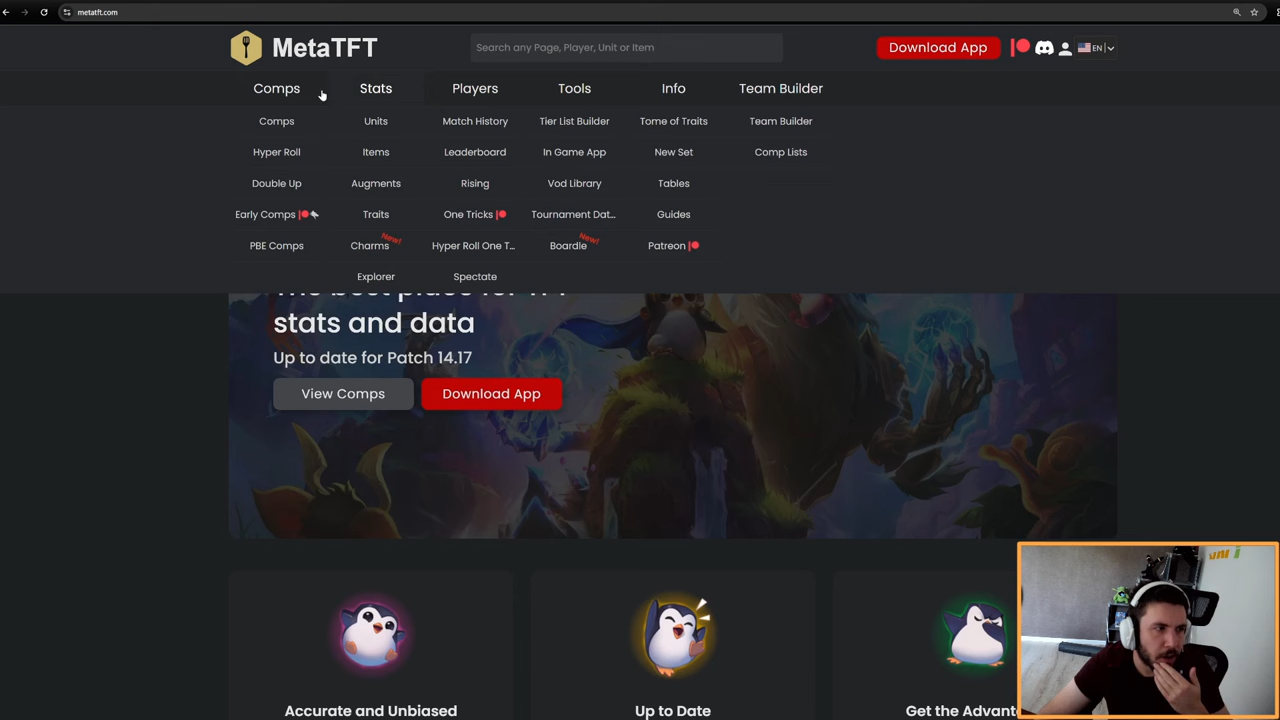 metatft.com
MetaTFT
Search any Page, Player, Unit or Item
Download App
EN
Comps
Stats
Players
Tools
Info
Team Builder
Comps
Units
Match History
Tier List Builder
Tome of Traits
Team Builder
Hyper Roll
Items
Leaderboard
In Game App
New Set
Comp Lists
Double Up
Augments
Rising
Vod Library
Tables
Early Comps
Traits
One Tricks
Tournament Dat...
Guides
PBE Comps
Charms
New!
Hyper Roll One T...
Boardle
New!
Patreon
Explorer
Spectate
stats and data
Up to date for Patch 14.17
View Comps
Download App
Accurate and Unbiased
Up to Date